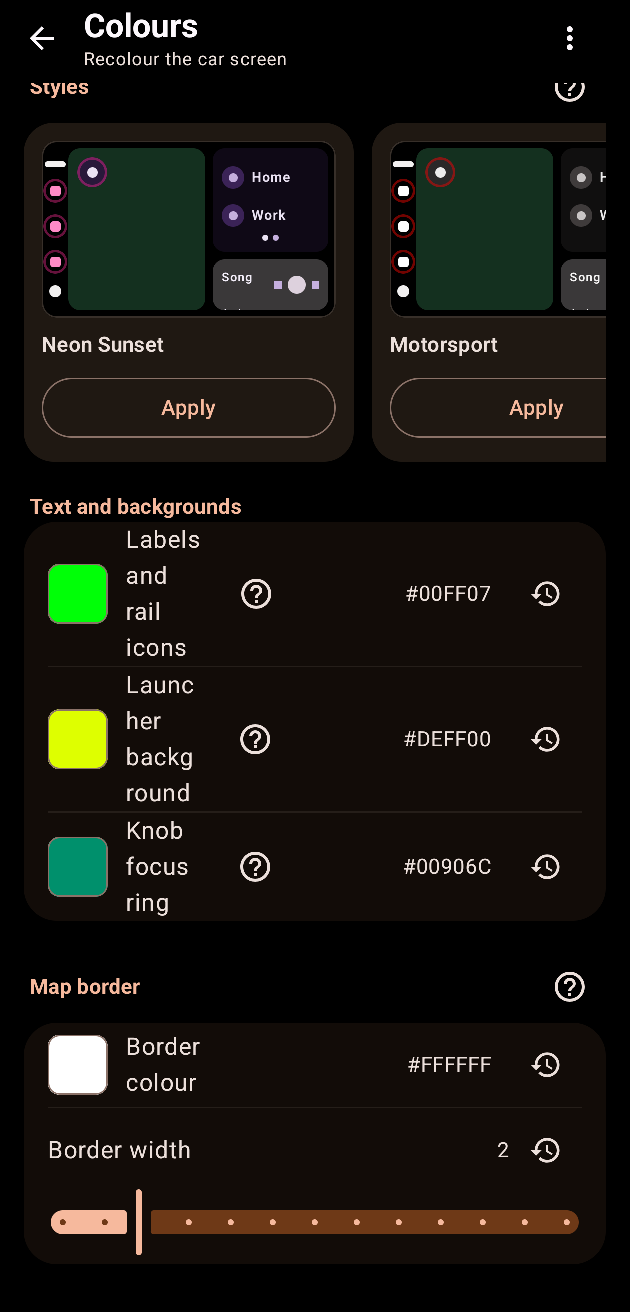 Colours
Recolour the car screen
Styles
Home
Work
Song
Song
Neon Sunset
Motorsport
Apply
Apply
Text and backgrounds
Labels
and
rail
icons
#00FF07
Launc
her
backg
round
#DEFF00
Knob
focus
ring
#00906C
Map border
Border
colour
#FFFFFF
Border width
2